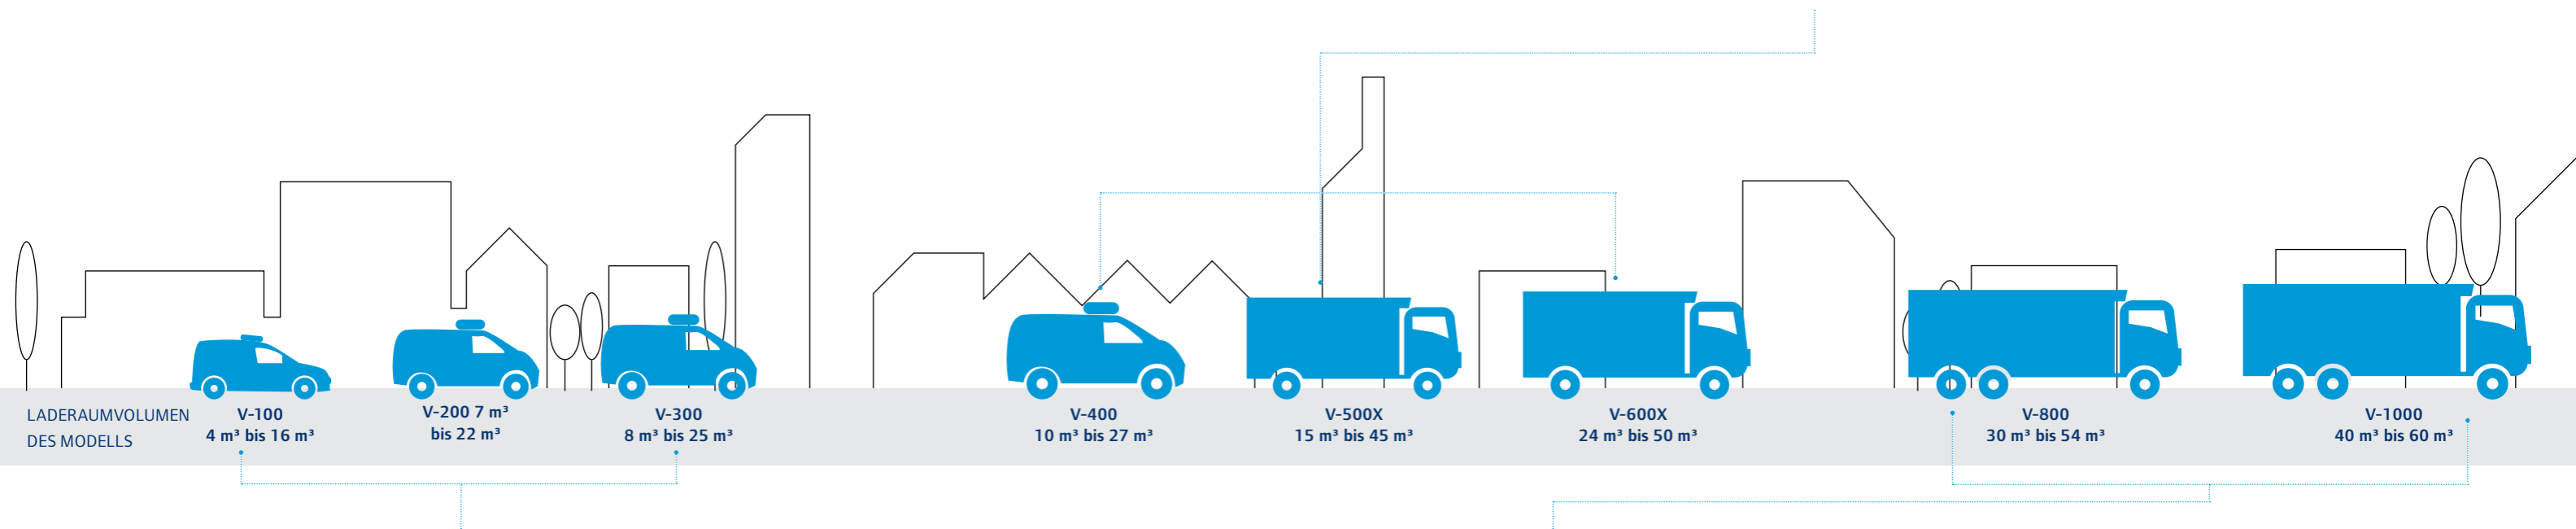 LADERAUMVOLUMEN
DES MODELLS
V-100
4 m³ bis 16 m³
V-200 7 m³
bis 22 m³
V-300
8 m³ bis 25 m³
V-400
10 m³ bis 27 m³
V-500X
15 m³ bis 45 m³
V-600X
24 m³ bis 50 m³
V-800
30 m³ bis 54 m³
V-1000
40 m³ bis 60 m³